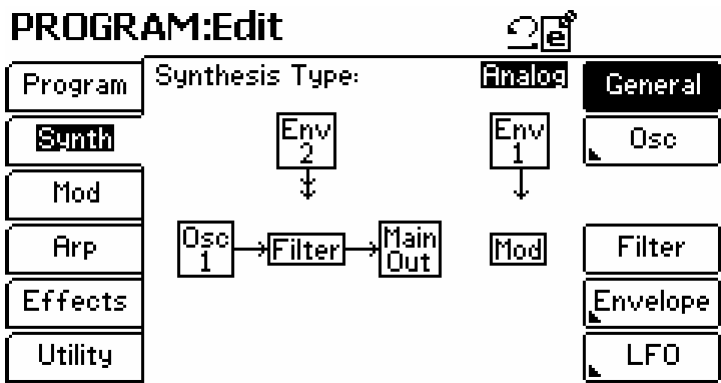 PROGRAM:Edit
e
Program
Synthesis Type: Analog
General
Synth
Env 2
Env 1
Osc
Mod
Arp
Osc 1
Filter
Main Out
Mod
Filter
Effects
Envelope
Utility
LFO